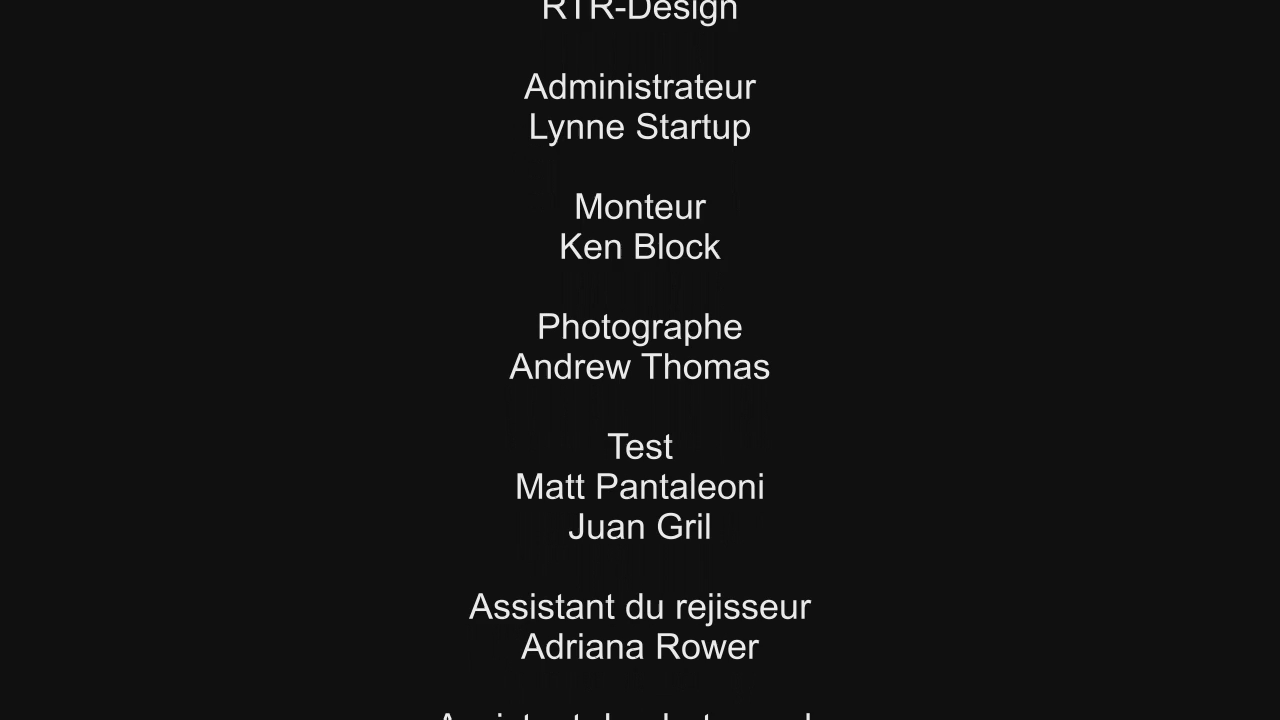 RTR-Design
Administrateur
Lynne Startup
Monteur
Ken Block
Photographe
Andrew Thomas
Test
Matt Pantaleoni
Juan Gril
Assistant du rejisseur
Adriana Rower